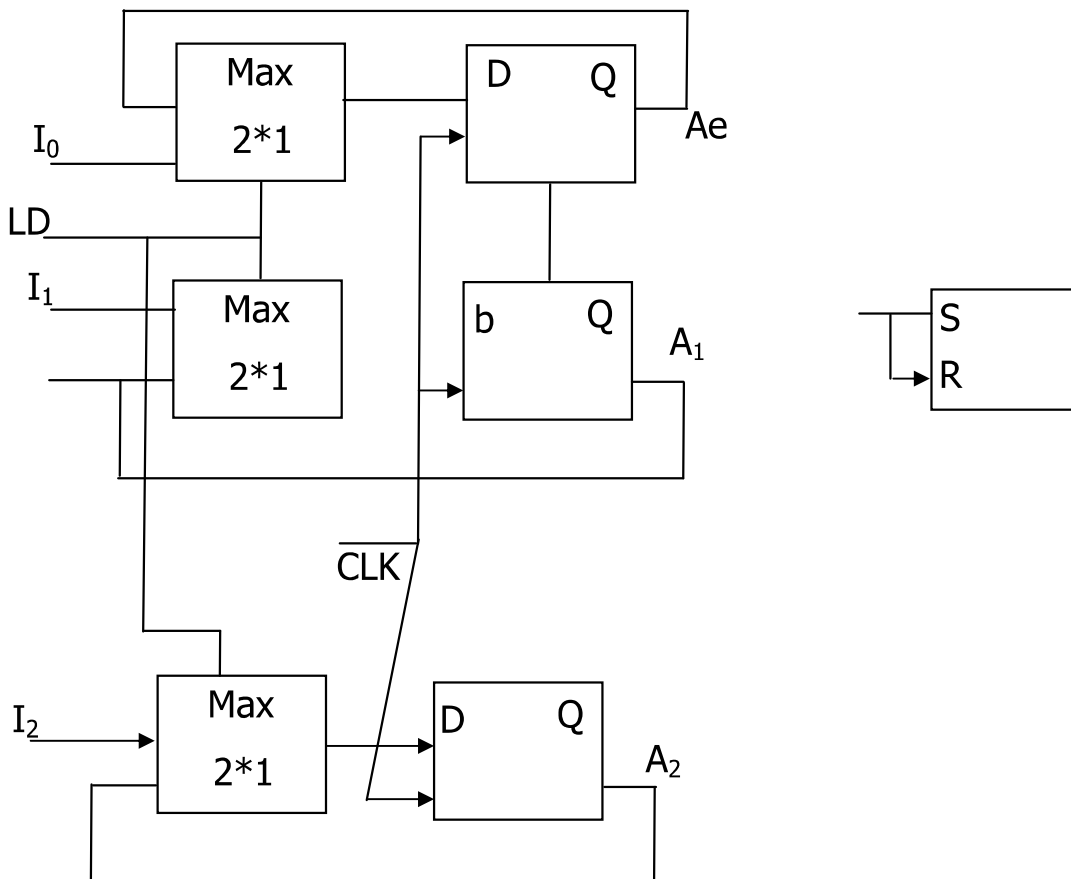 Max
2*1
D Q
Ae
I₀
LD
I₁
Max
2*1
b Q
A₁
S
R
CLK
I₂
Max
2*1
D Q
A₂